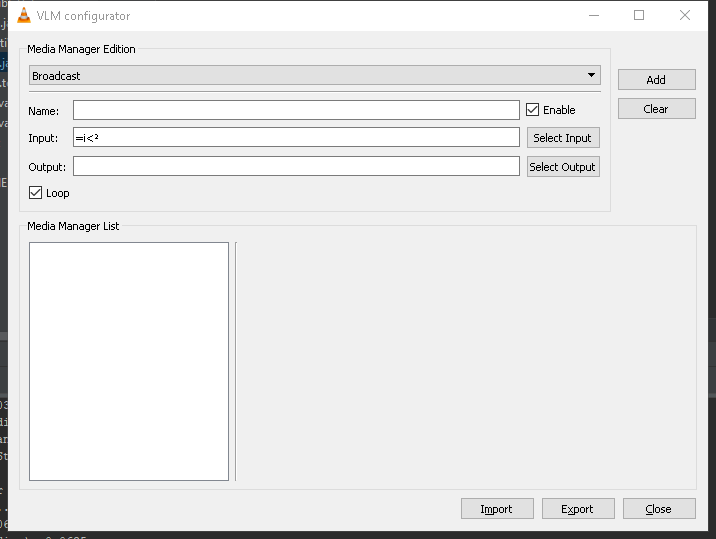 VLM configurator
Media Manager Edition
Broadcast
Add
Name:
Enable
Clear
Input:
=i<²
Select Input
Output:
Select Output
Loop
Media Manager List
Import
Export
Close